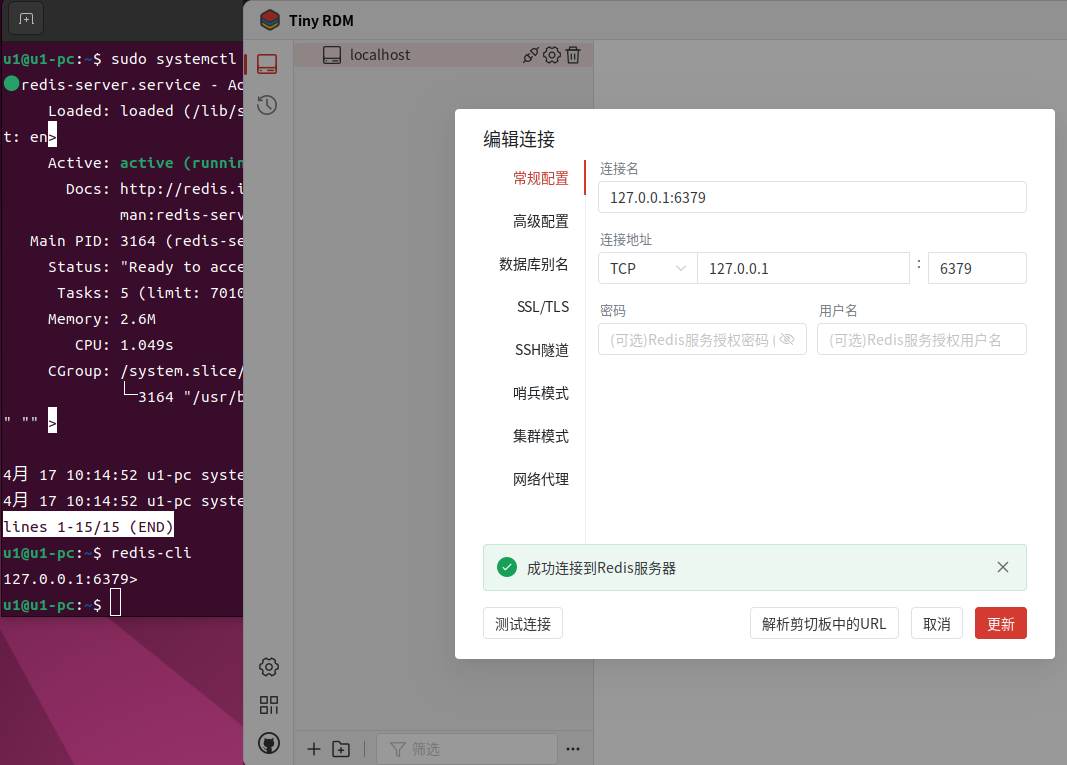 u1@u1-pc:~$ sudo systemctl
redis-server.service - Ad
Loaded: loaded (/lib/s
t: en>
Active: active (runnin
Docs: http://redis.i
man:redis-serv
Main PID: 3164 (redis-se
Status: "Ready to acce
Tasks: 5 (limit: 7010
Memory: 2.6M
CPU: 1.049s
CGroup: /system.slice/
└─3164 "/usr/b
" "" >
4月 17 10:14:52 u1-pc syste
4月 17 10:14:52 u1-pc syste
lines 1-15/15 (END)
u1@u1-pc:~$ redis-cli
127.0.0.1:6379>
u1@u1-pc:~$
Tiny RDM
localhost
编辑连接
常规配置
高级配置
数据库别名
SSL/TLS
SSH隧道
哨兵模式
集群模式
网络代理
连接名
127.0.0.1:6379
连接地址
TCP 127.0.0.1 : 6379
密码 用户名
(可选)Redis服务授权密码 ( (可选)Redis服务授权用户名
成功连接到Redis服务器
测试连接 解析剪切板中的URL 取消 更新
筛选